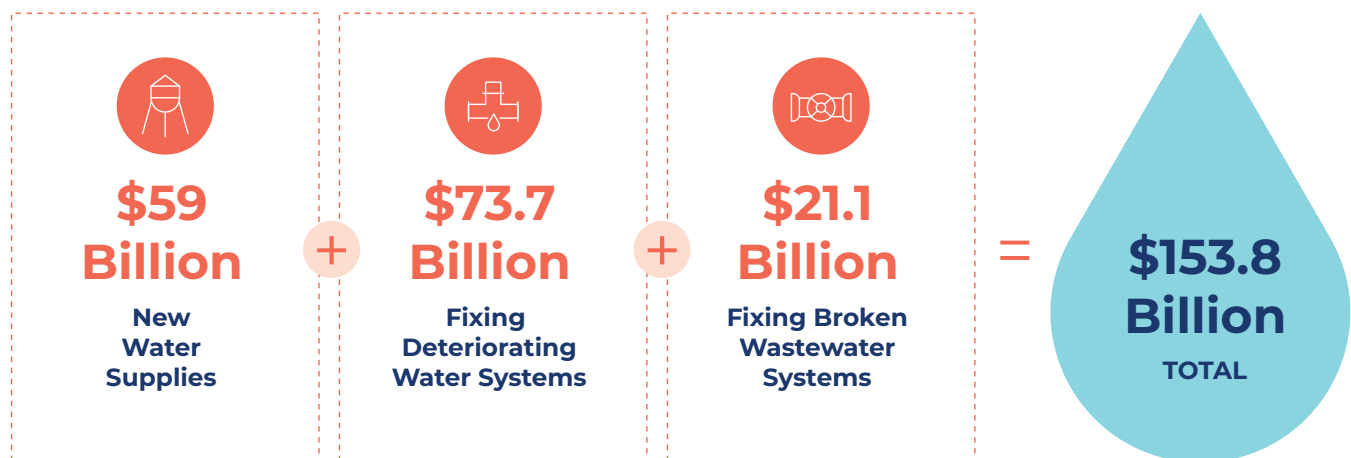 $59
Billion
New
Water
Supplies
+
$73.7
Billion
Fixing
Deteriorating
Water Systems
+
$21.1
Billion
Fixing Broken
Wastewater
Systems
=
$153.8
Billion
TOTAL